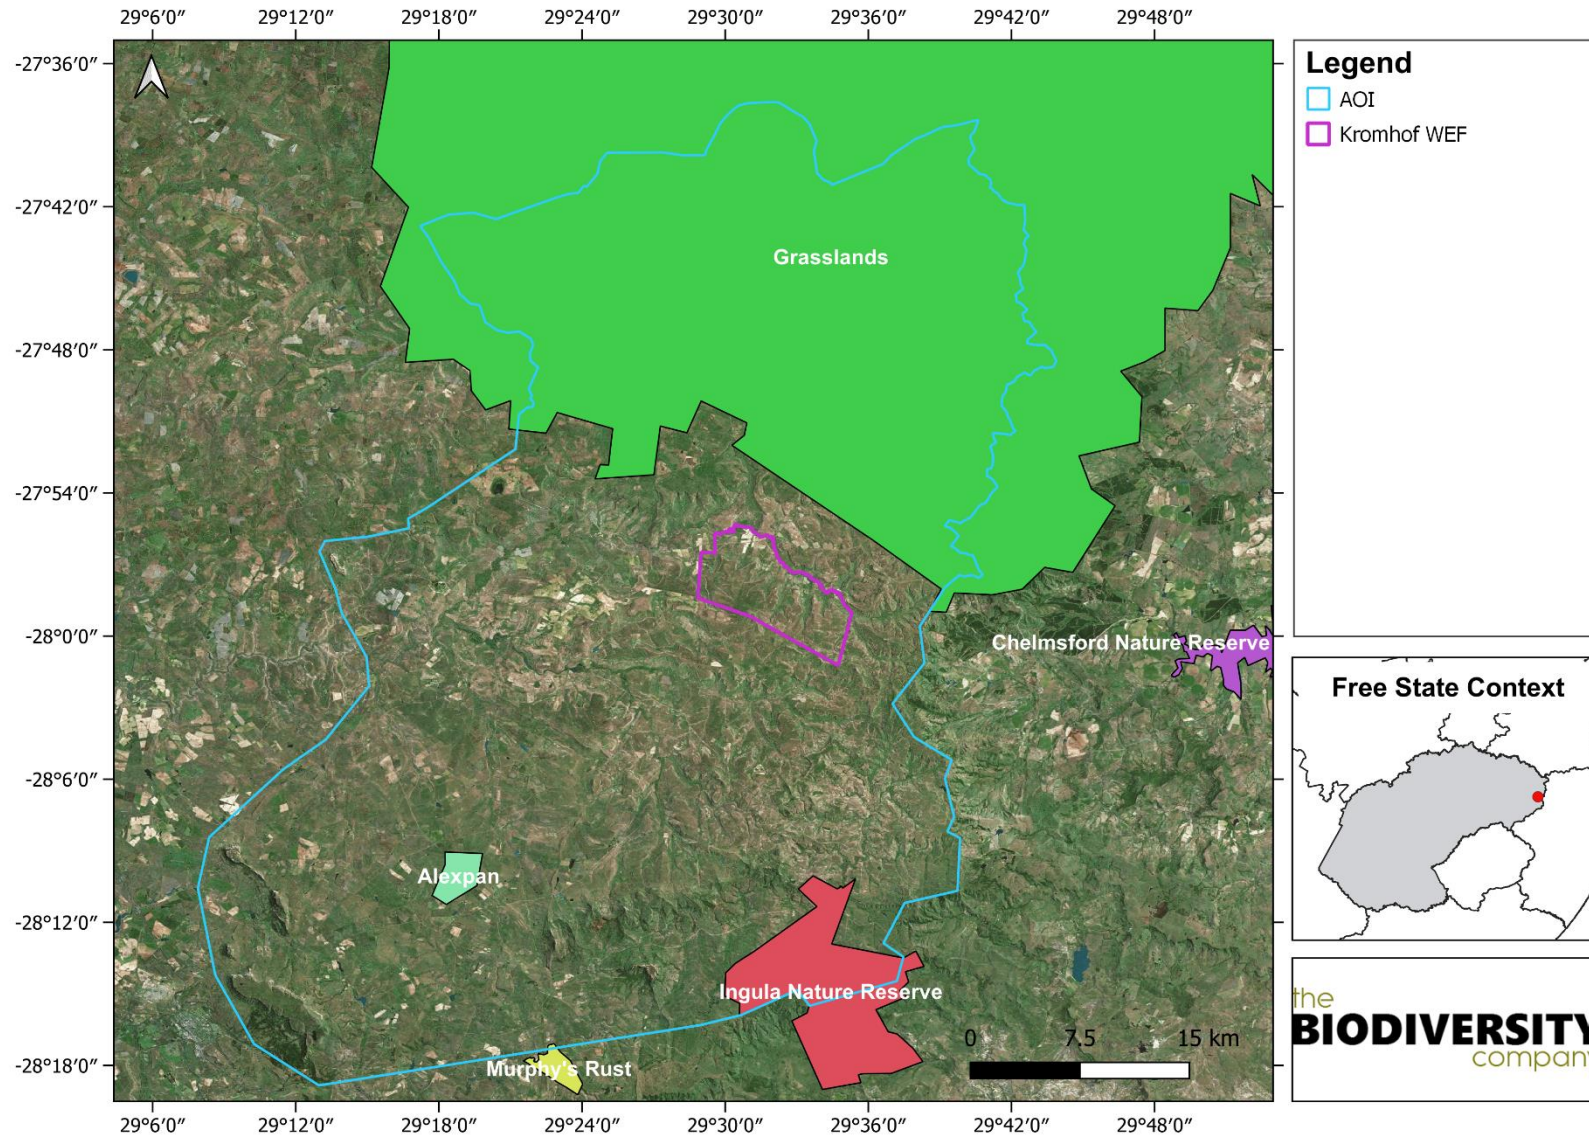 29°6′0″ 29°12′0″ 29°18′0″ 29°24′0″ 29°30′0″ 29°36′0″ 29°42′0″ 29°48′0″
-27°36′0″
-27°42′0″
-27°48′0″
-27°54′0″
-28°0′0″
-28°6′0″
-28°12′0″
-28°18′0″
Grasslands
Chelmsford Nature Reserve
Alexpan
Ingula Nature Reserve
Murphy's Rust
0 7.5 15 km
29°6′0″ 29°12′0″ 29°18′0″ 29°24′0″ 29°30′0″ 29°36′0″ 29°42′0″ 29°48′0″
Legend
AOI
Kromhof WEF
Free State Context
the
BIODIVERSITY
company